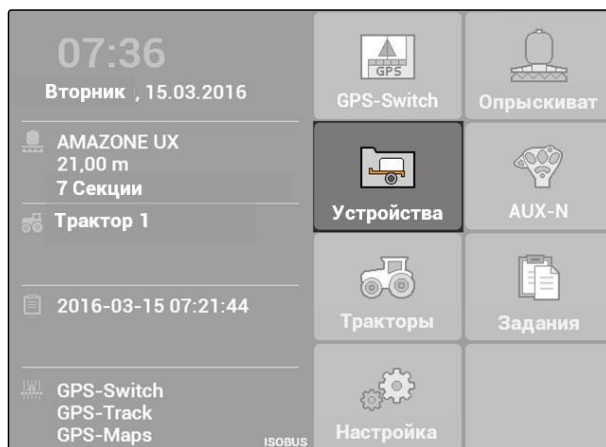 07:36
Вторник , 15.03.2016
AMAZONE UX
21,00 m
7 Секции
Трактор 1
2016-03-15 07:21:44
GPS-Switch
GPS-Track
GPS-Maps
ISOBUS
GPS
GPS-Switch
Опрыскиват
Устройства
AUX-N
Тракторы
Задания
Настройка